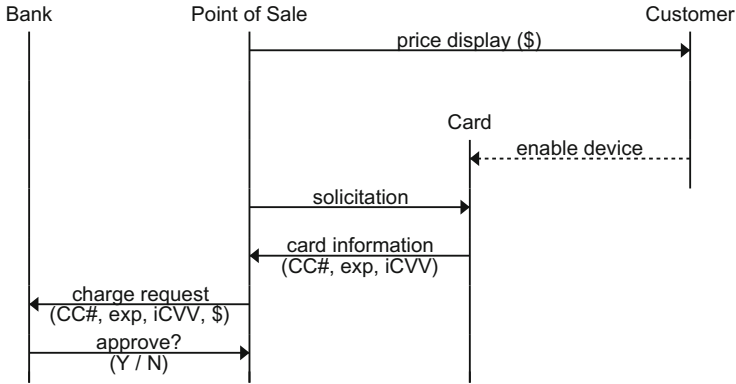 Bank
Point of Sale
Customer
price display ($)
Card
enable device
solicitation
card information
(CC#, exp, iCVV)
charge request
(CC#, exp, iCVV, $)
approve?
(Y / N)